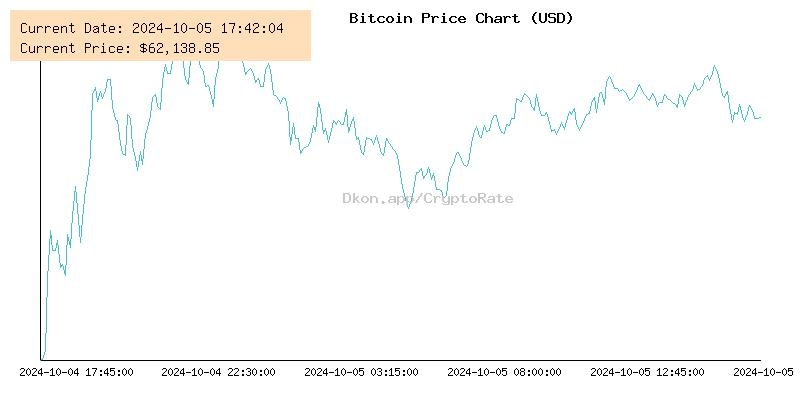 Bitcoin Price Chart (USD)
Current Date: 2024-10-05 17:42:04
Current Price: $62,138.85
Dkon.app/CryptoRate
2024-10-04 17:45:00 2024-10-04 22:30:00 2024-10-05 03:15:00 2024-10-05 08:00:00 2024-10-05 12:45:00 2024-10-05